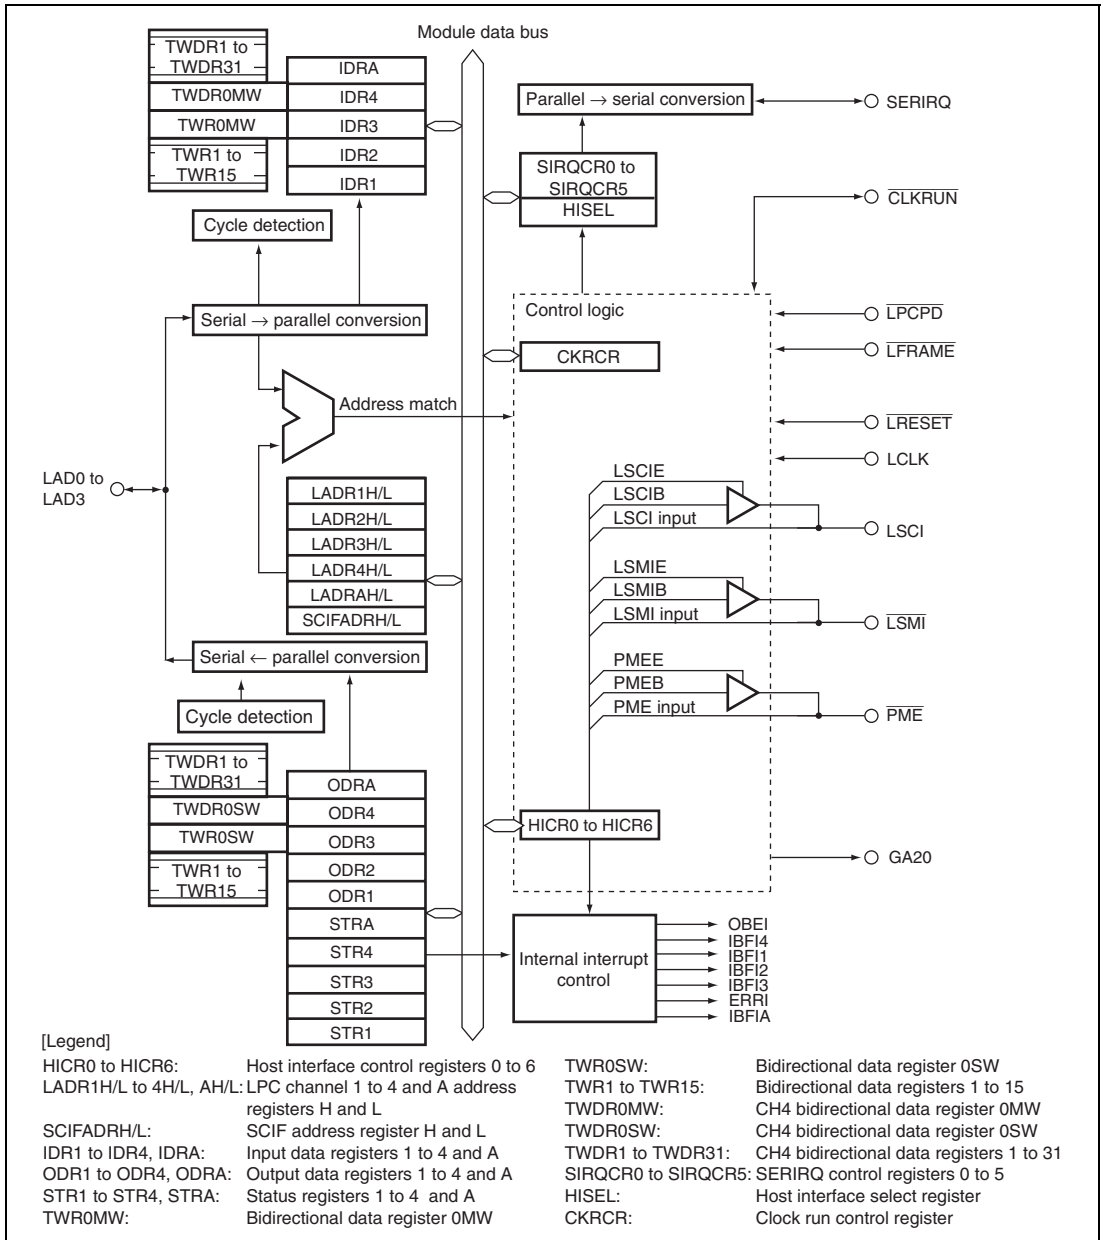 Module data bus
TWDR1 to
TWDR31
TWDR0MW
TWR0MW
TWR1 to
TWR15
IDRA
IDR4
IDR3
IDR2
IDR1
Parallel → serial conversion
SERIRQ
SIRQCR0 to
SIRQCR5
HISEL
CLKRUN
Cycle detection
Serial → parallel conversion
Control logic
LPCPD
CKRCR
LFRAME
Address match
LRESET
LCLK
LAD0 to
LAD3
LADR1H/L
LADR2H/L
LADR3H/L
LADR4H/L
LADRAH/L
SCIFADRH/L
LSCIE
LSCIB
LSCI input
LSCI
LSMIE
LSMIB
LSMI input
LSMI
Serial ← parallel conversion
PMEE
PMEB
PME input
PME
Cycle detection
TWDR1 to
TWDR31
TWDR0SW
TWR0SW
TWR1 to
TWR15
ODRA
ODR4
ODR3
ODR2
ODR1
STRA
STR4
STR3
STR2
STR1
HICR0 to HICR6
GA20
Internal interrupt
control
OBEI
IBFI4
IBFI1
IBFI2
IBFI3
ERRI
IBFIA
[Legend]
HICR0 to HICR6: Host interface control registers 0 to 6
LADR1H/L to 4H/L, AH/L: LPC channel 1 to 4 and A address
registers H and L
SCIFADRH/L: SCIF address register H and L
IDR1 to IDR4, IDRA: Input data registers 1 to 4 and A
ODR1 to ODR4, ODRA: Output data registers 1 to 4 and A
STR1 to STR4, STRA: Status registers 1 to 4 and A
TWR0MW: Bidirectional data register 0MW
TWR0SW: Bidirectional data register 0SW
TWR1 to TWR15: Bidirectional data registers 1 to 15
TWDR0MW: CH4 bidirectional data register 0MW
TWDR0SW: CH4 bidirectional data register 0SW
TWDR1 to TWDR31: CH4 bidirectional data registers 1 to 31
SIRQCR0 to SIRQCR5: SERIRQ control registers 0 to 5
HISEL: Host interface select register
CKRCR: Clock run control register